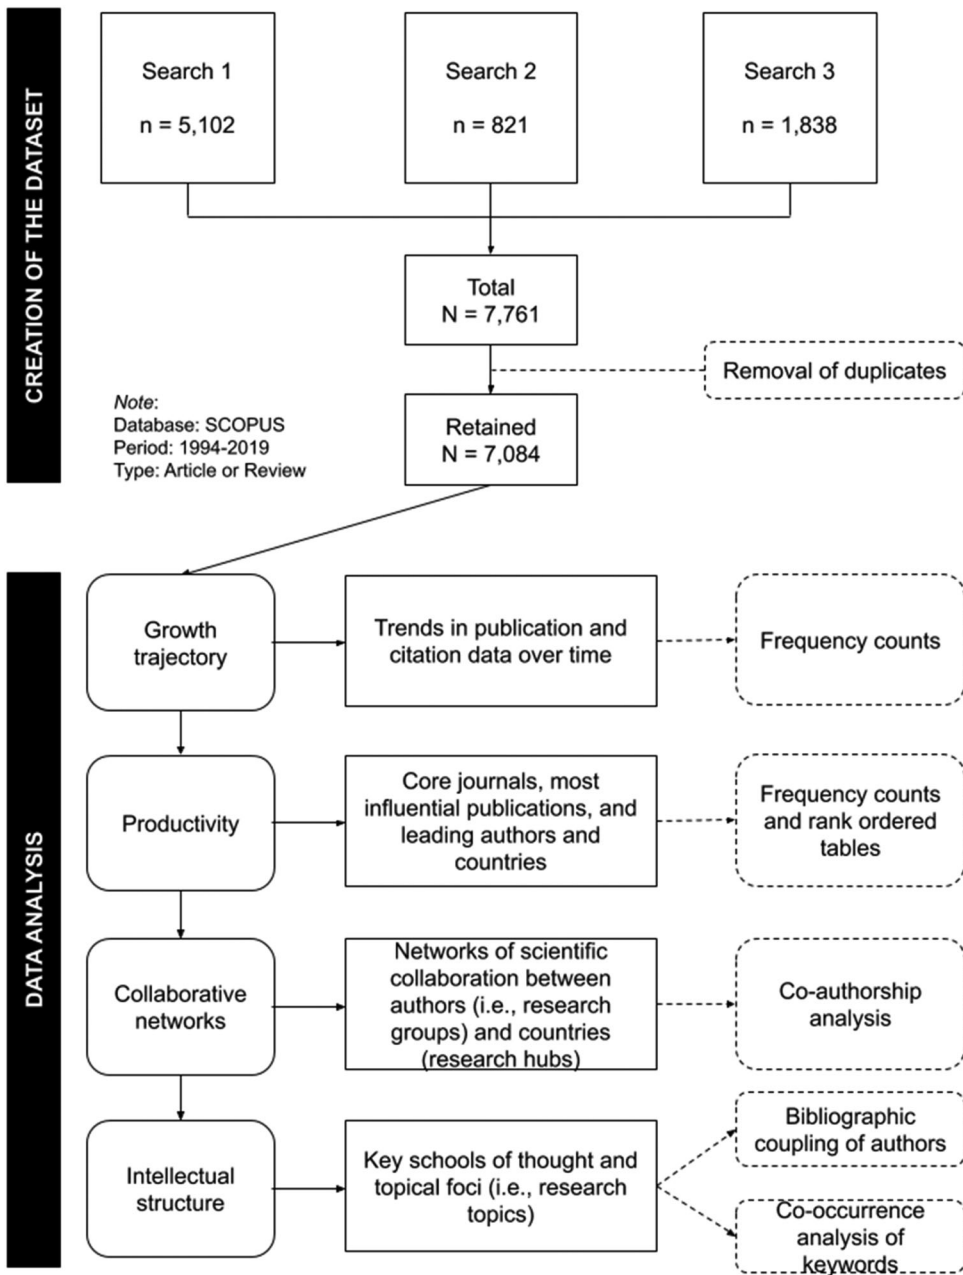 CREATION OF THE DATASET
Search 1
n = 5,102
Search 2
n = 821
Search 3
n = 1,838
Total
N = 7,761
Removal of duplicates
Note:
Database: SCOPUS
Period: 1994-2019
Type: Article or Review
Retained
N = 7,084
DATA ANALYSIS
Growth
trajectory
Trends in publication and
citation data over time
Frequency counts
Productivity
Core journals, most
influential publications, and
leading authors and
countries
Frequency counts
and rank ordered
tables
Collaborative
networks
Networks of scientific
collaboration between
authors (i.e., research
groups) and countries
(research hubs)
Co-authorship
analysis
Intellectual
structure
Key schools of thought and
topical foci (i.e., research
topics)
Bibliographic
coupling of authors
Co-occurrence
analysis of
keywords